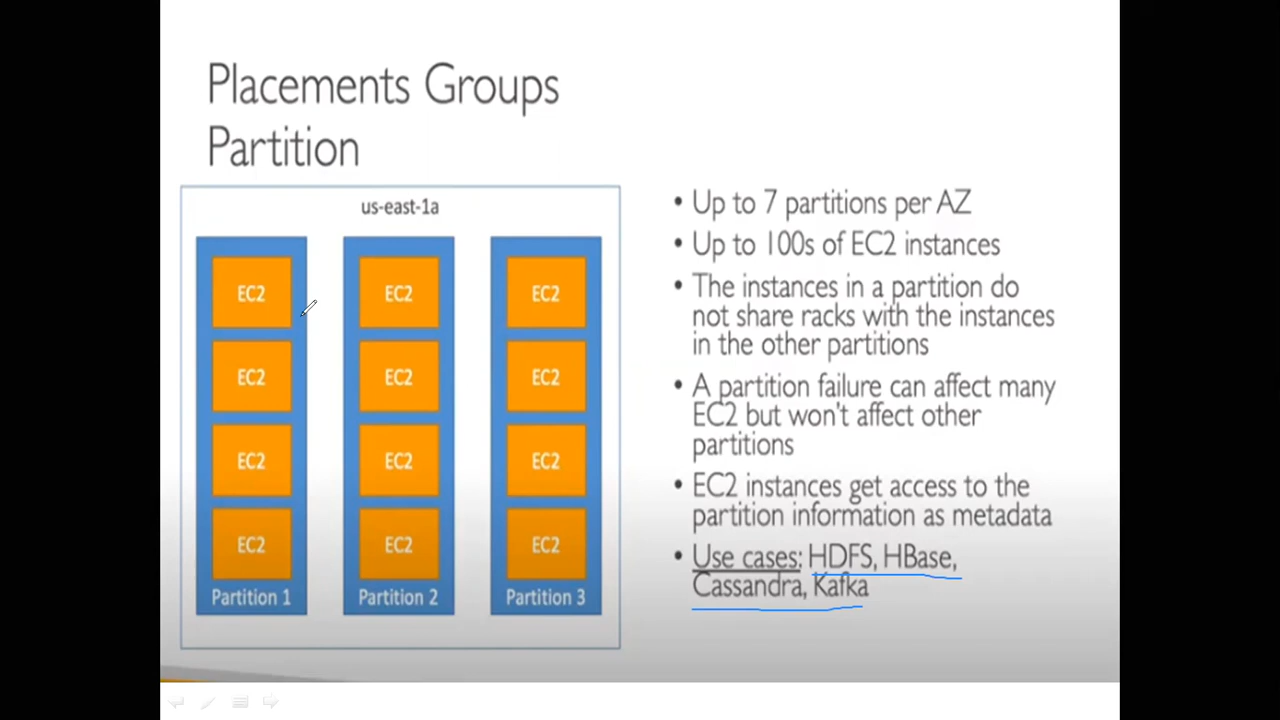 Placements Groups
Partition
us-east-1a
EC2 EC2 EC2
EC2 EC2 EC2
EC2 EC2 EC2
EC2 EC2 EC2
Partition 1 Partition 2 Partition 3
• Up to 7 partitions per AZ
• Up to 100s of EC2 instances
• The instances in a partition do
not share racks with the instances
in the other partitions
• A partition failure can affect many
EC2 but won't affect other
partitions
• EC2 instances get access to the
partition information as metadata
• Use cases: HDFS, HBase,
Cassandra, Kafka